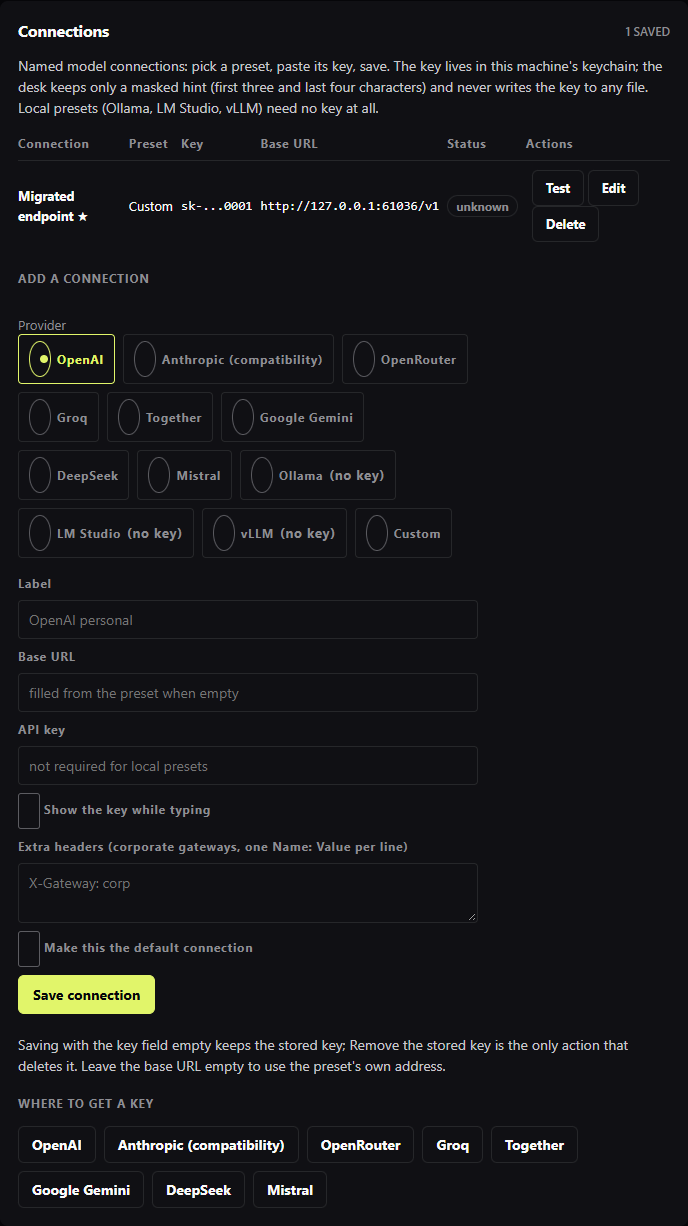 Connections
1 SAVED
Named model connections: pick a preset, paste its key, save. The key lives in this machine's keychain; the
desk keeps only a masked hint (first three and last four characters) and never writes the key to any file.
Local presets (Ollama, LM Studio, vLLM) need no key at all.
Connection Preset Key Base URL Status Actions
Migrated
endpoint ★
Custom sk-...0001 http://127.0.0.1:61036/v1 unknown
Test Edit
Delete
ADD A CONNECTION
Provider
OpenAI Anthropic (compatibility) OpenRouter
Groq Together Google Gemini
DeepSeek Mistral Ollama (no key)
LM Studio (no key) vLLM (no key) Custom
Label
OpenAI personal
Base URL
filled from the preset when empty
API key
not required for local presets
Show the key while typing
Extra headers (corporate gateways, one Name: Value per line)
X-Gateway: corp
Make this the default connection
Save connection
Saving with the key field empty keeps the stored key; Remove the stored key is the only action that
deletes it. Leave the base URL empty to use the preset's own address.
WHERE TO GET A KEY
OpenAI Anthropic (compatibility) OpenRouter Groq Together
Google Gemini DeepSeek Mistral